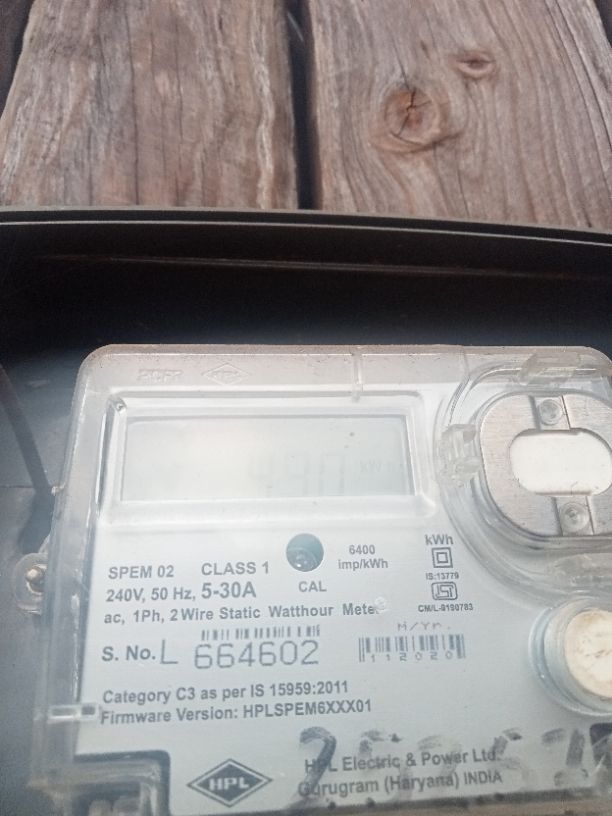 HPL
490
kWh
6400
imp/kWh
IS:13779
CM/L-9190783
SPEM 02 CLASS 1
240V, 50 Hz, 5-30A CAL
ac, 1Ph, 2 Wire Static Watthour Meter
M/Yr.
S. No. L 664602
112020
Category C3 as per IS 15959:2011
Firmware Version: HPLSPEM6XXX01
HPL
HPL Electric & Power Ltd.
Gurugram (Haryana) INDIA